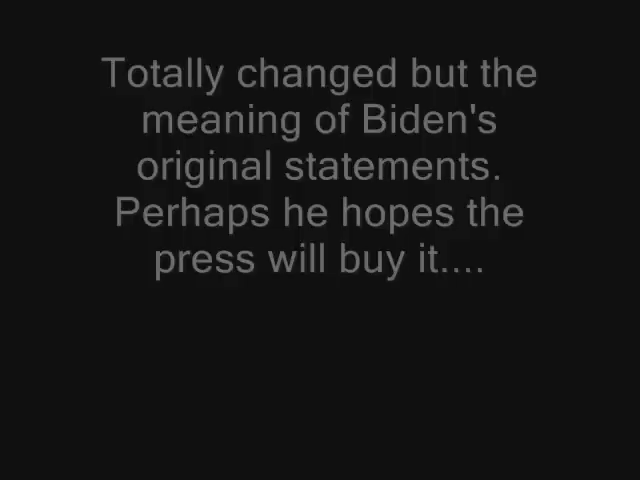 Totally changed but the
meaning of Biden's
original statements.
Perhaps he hopes the
press will buy it....